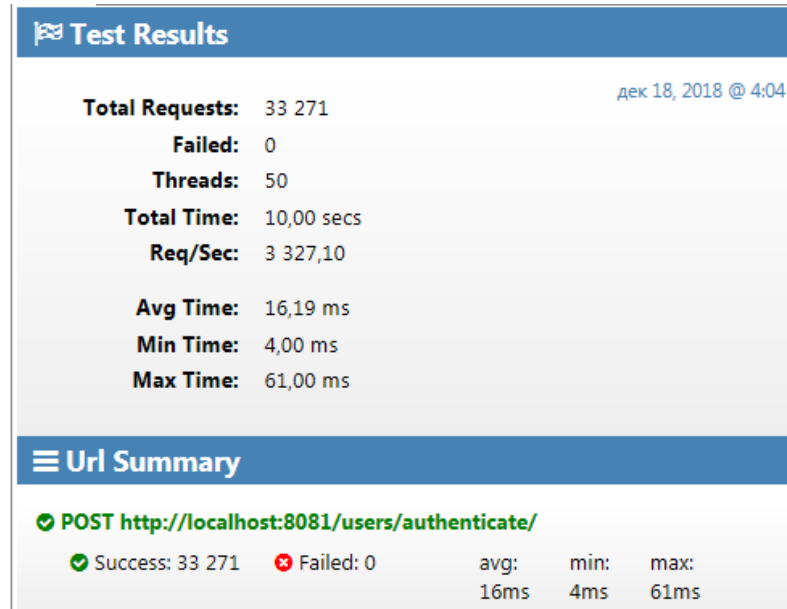 Test Results
дек 18, 2018 @ 4:04
Total Requests: 33 271
Failed: 0
Threads: 50
Total Time: 10,00 secs
Req/Sec: 3 327,10
Avg Time: 16,19 ms
Min Time: 4,00 ms
Max Time: 61,00 ms
Url Summary
POST http://localhost:8081/users/authenticate/
Success: 33 271 Failed: 0 avg: min: max:
16ms 4ms 61ms